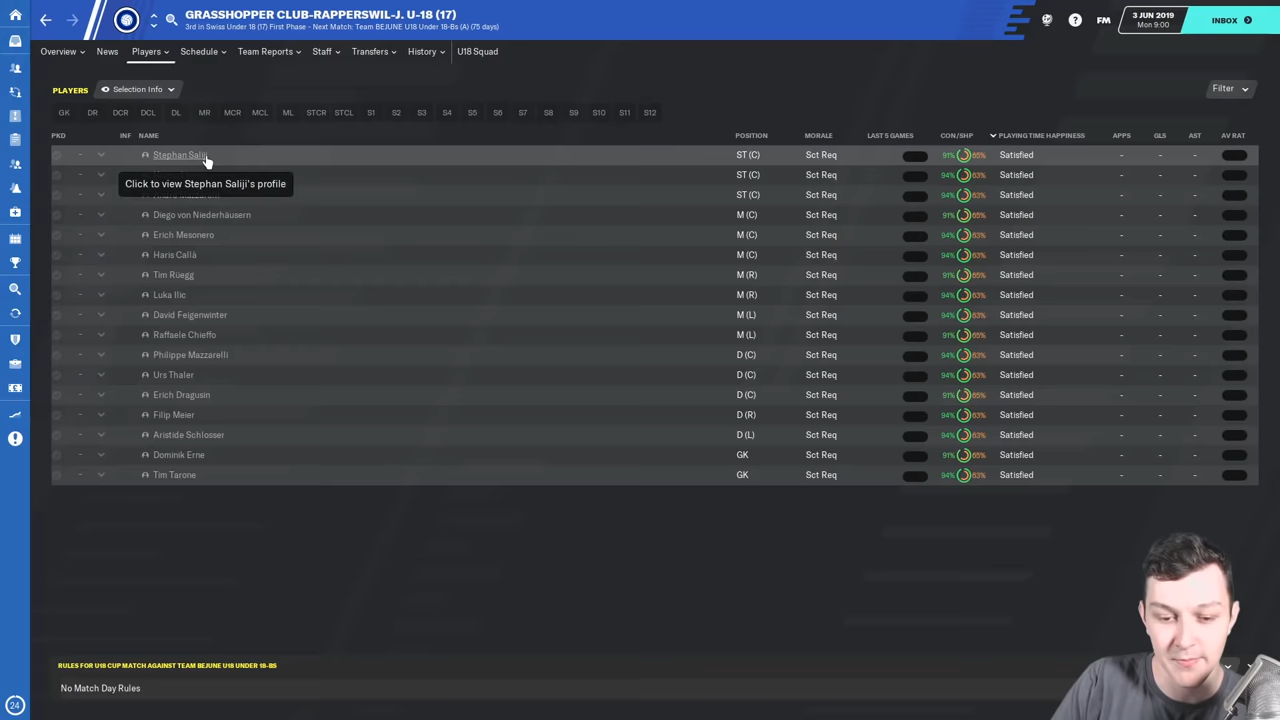 GRASSHOPPER CLUB-RAPPERSWIL-J. U-18 (17)
3rd in Swiss Under 18 (17) First Phase - Next Match: Team BEJUNE U18 Under 18-Bs (A) (75 days)
FM
3 JUN 2019
Mon 9:00
INBOX
Overview News Players Schedule Team Reports Staff Transfers History U18 Squad
PLAYERS Selection Info Filter
GK DR DCR DCL DL MR MCR MCL ML STCR STCL S1 S2 S3 S4 S5 S6 S7 S8 S9 S10 S11 S12
PKD INF NAME POSITION MORALE LAST 5 GAMES CON/SHP PLAYING TIME HAPPINESS APPS GLS AST AV RAT
- Stephan Saliji ST (C) Sct Req 91% 65% Satisfied - - -
Click to view Stephan Saliji's profile
- ST (C) Sct Req 94% 63% Satisfied - - -
- ST (C) Sct Req 94% 63% Satisfied - - -
- Diego von Niederhäusern M (C) Sct Req 91% 65% Satisfied - - -
- Erich Mesonero M (C) Sct Req 94% 63% Satisfied - - -
- Haris Callà M (C) Sct Req 94% 63% Satisfied - - -
- Tim Rüegg M (R) Sct Req 91% 65% Satisfied - - -
- Luka Ilic M (R) Sct Req 94% 63% Satisfied - - -
- David Feigenwinter M (L) Sct Req 94% 63% Satisfied - - -
- Raffaele Chieffo M (L) Sct Req 91% 65% Satisfied - - -
- Philippe Mazzarelli D (C) Sct Req 94% 63% Satisfied - - -
- Urs Thaler D (C) Sct Req 94% 63% Satisfied - - -
- Erich Dragusin D (C) Sct Req 91% 65% Satisfied - - -
- Filip Meier D (R) Sct Req 94% 63% Satisfied - - -
- Aristide Schlosser D (L) Sct Req 94% 63% Satisfied - - -
- Dominik Erne GK Sct Req 91% 65% Satisfied - - -
- Tim Tarone GK Sct Req 94% 63% Satisfied - - -
RULES FOR U18 CUP MATCH AGAINST TEAM BEJUNE U18 UNDER 18-BS
No Match Day Rules
24